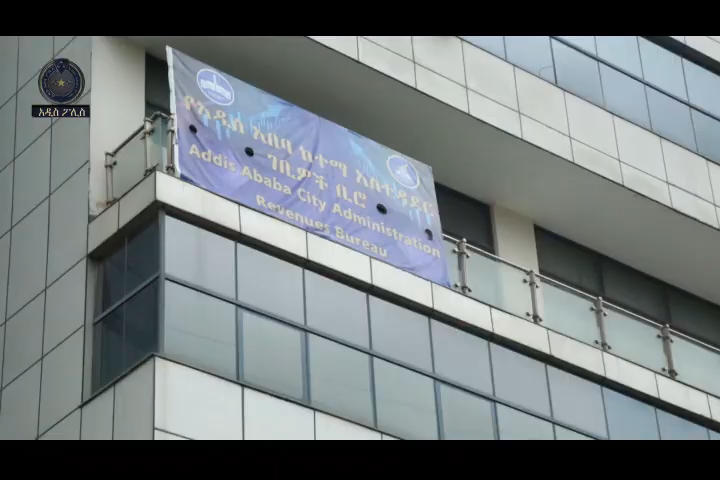 አዲስ ፖሊስ
የአዲስ አበባ ከተማ አስተዳደር
ገቢዎች ቢሮ
Addis Ababa City Administration
Revenues Bureau